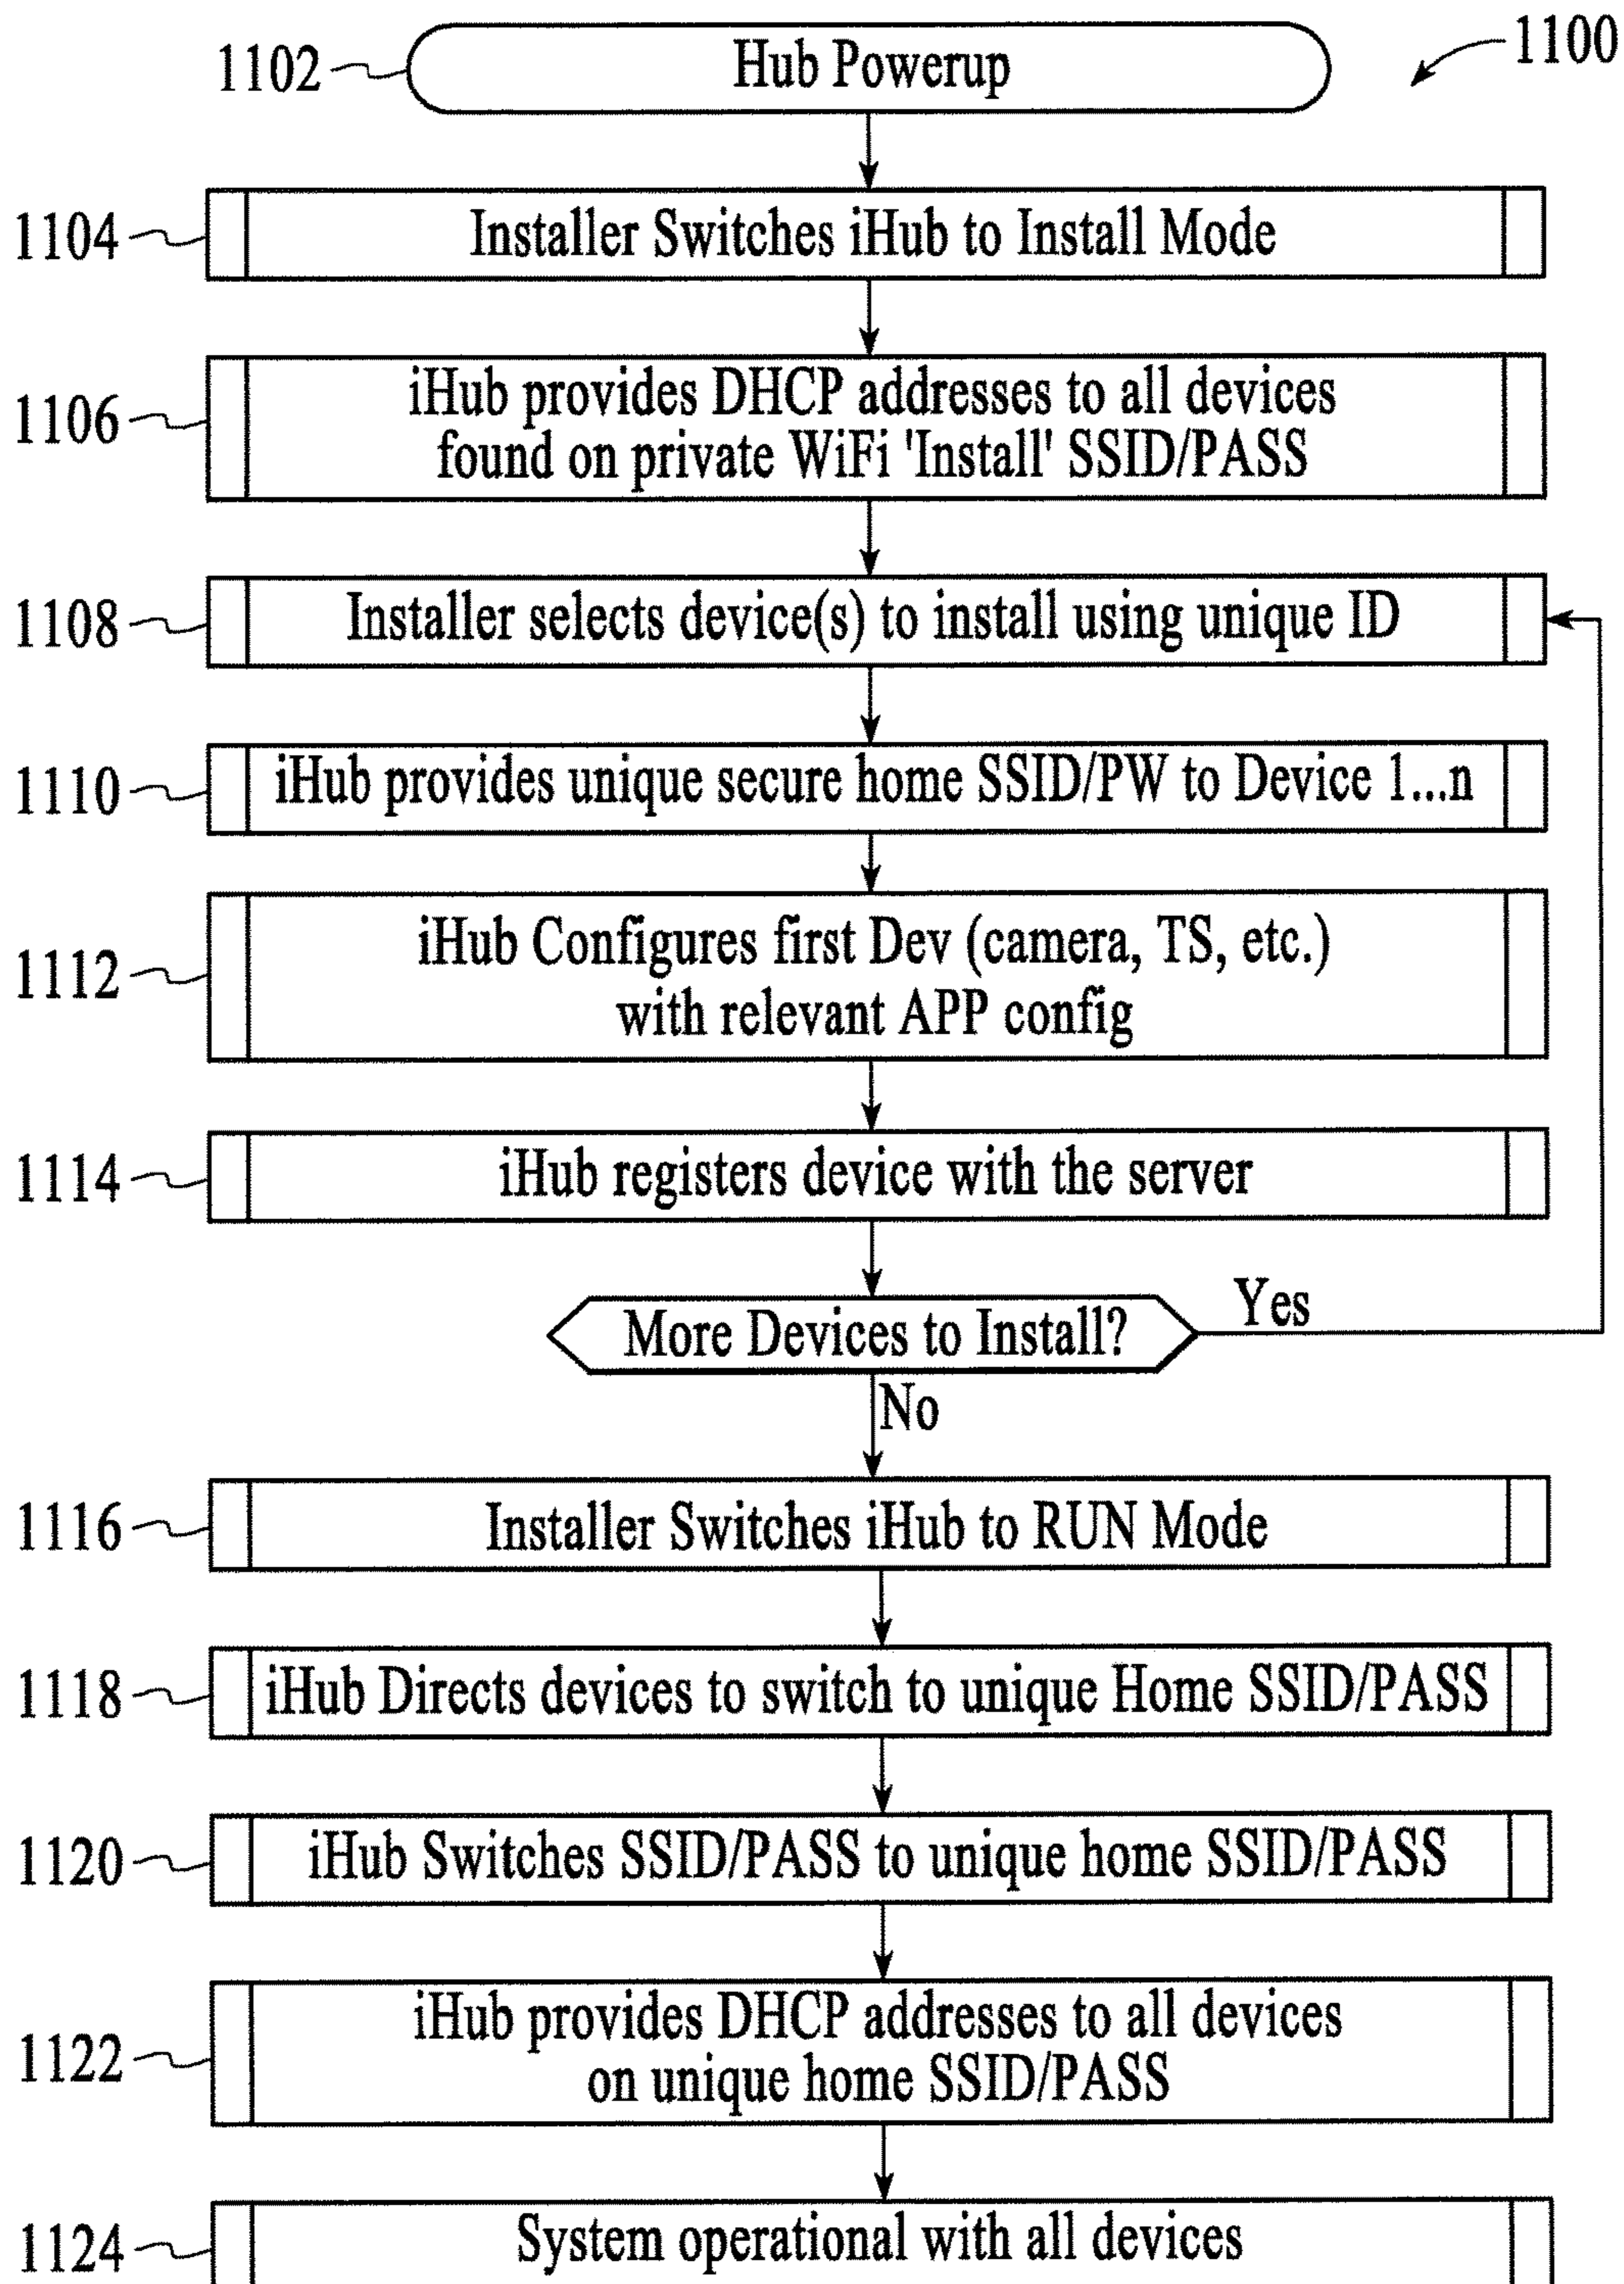 1100
1102
Hub Powerup
1104
Installer Switches iHub to Install Mode
1106
iHub provides DHCP addresses to all devices
found on private WiFi 'Install' SSID/PASS
1108
Installer selects device(s) to install using unique ID
1110
iHub provides unique secure home SSID/PW to Device 1...n
1112
iHub Configures first Dev (camera, TS, etc.)
with relevant APP config
1114
iHub registers device with the server
More Devices to Install?
Yes
No
1116
Installer Switches iHub to RUN Mode
1118
iHub Directs devices to switch to unique Home SSID/PASS
1120
iHub Switches SSID/PASS to unique home SSID/PASS
1122
iHub provides DHCP addresses to all devices
on unique home SSID/PASS
1124
System operational with all devices